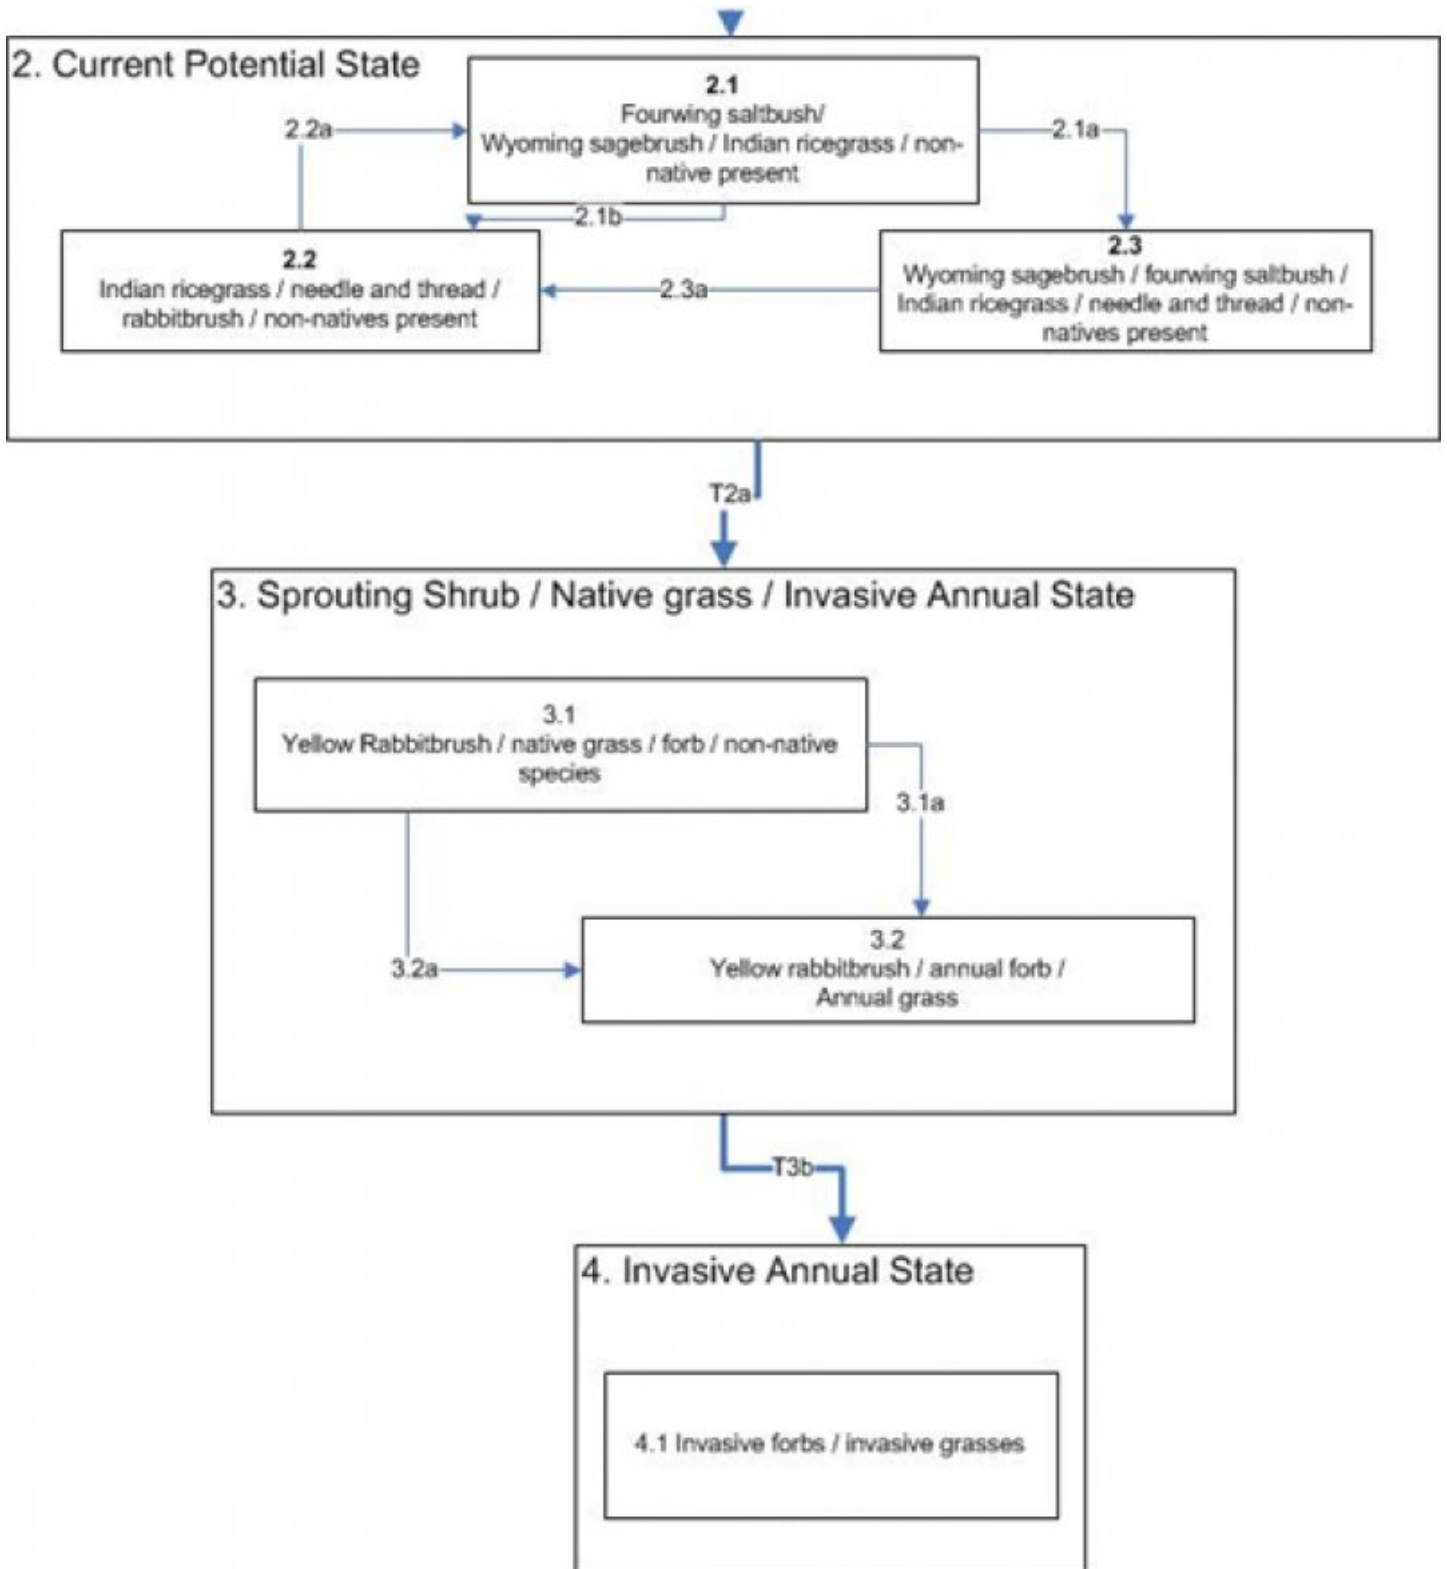 2. Current Potential State
2.1
Fourwing saltbush/
Wyoming sagebrush / Indian ricegrass / non-
native present
2.2a
2.1a
2.1b
2.2
Indian ricegrass / needle and thread /
rabbitbrush / non-natives present
2.3a
2.3
Wyoming sagebrush / fourwing saltbush /
Indian ricegrass / needle and thread / non-
natives present
T2a
3. Sprouting Shrub / Native grass / Invasive Annual State
3.1
Yellow Rabbitbrush / native grass / forb / non-native
species
3.1a
3.2a
3.2
Yellow rabbitbrush / annual forb /
Annual grass
T3b
4. Invasive Annual State
4.1 Invasive forbs / invasive grasses